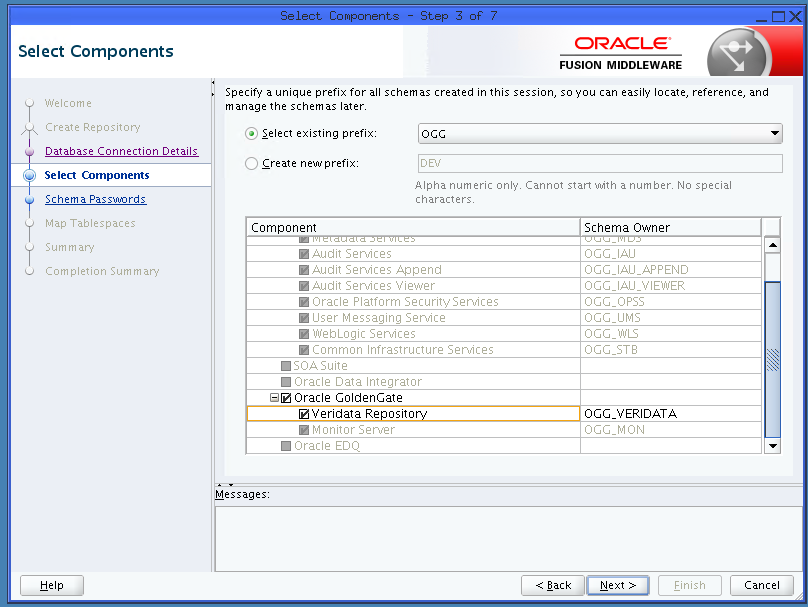 Select Components - Step 3 of 7
Select Components
ORACLE
FUSION MIDDLEWARE
Welcome
Create Repository
Database Connection Details
Select Components
Schema Passwords
Map Tablespaces
Summary
Completion Summary
Specify a unique prefix for all schemas created in this session, so you can easily locate, reference, and
manage the schemas later.
Select existing prefix:
OGG
Create new prefix:
DEV
Alpha numeric only. Cannot start with a number. No special
characters.
Component Schema Owner
Metadata Services OGG_MDS
Audit Services OGG_IAU
Audit Services Append OGG_IAU_APPEND
Audit Services Viewer OGG_IAU_VIEWER
Oracle Platform Security Services OGG_OPSS
User Messaging Service OGG_UMS
WebLogic Services OGG_WLS
Common Infrastructure Services OGG_STB
SOA Suite
Oracle Data Integrator
Oracle GoldenGate
Veridata Repository OGG_VERIDATA
Monitor Server OGG_MON
Oracle EDQ
Messages:
Help
< Back
Next >
Finish
Cancel